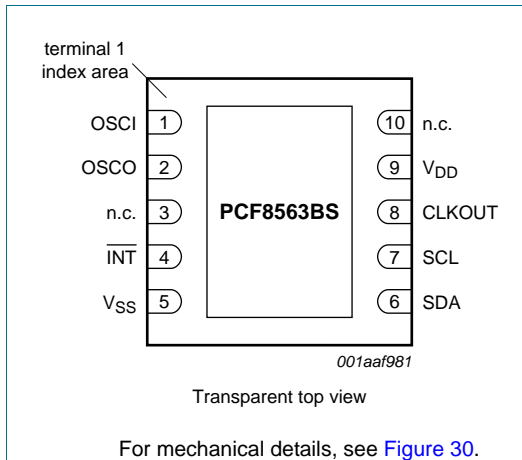 terminal 1
index area
OSCI 1
10 n.c.
OSCO 2
9 VDD
n.c. 3
PCF8563BS
8 CLKOUT
INT 4
7 SCL
VSS 5
6 SDA
001aaf981
Transparent top view
For mechanical details, see Figure 30.